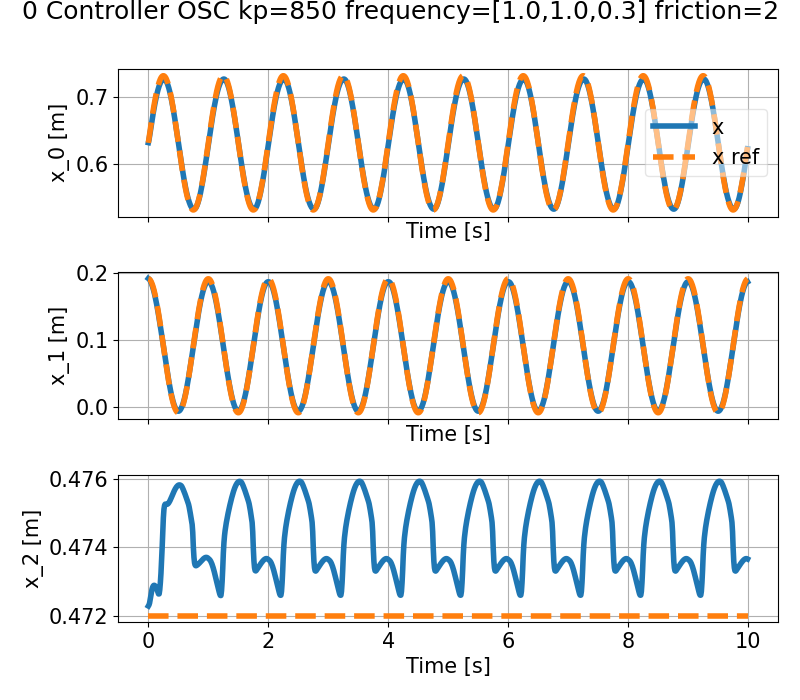 0 Controller OSC kp=850 frequency=[1.0,1.0,0.3] friction=2
0.7
0.6
x_0 [m]
x
x ref
Time [s]
0.2
0.1
0.0
x_1 [m]
Time [s]
0.476
0.474
0.472
x_2 [m]
0 2 4 6 8 10
Time [s]